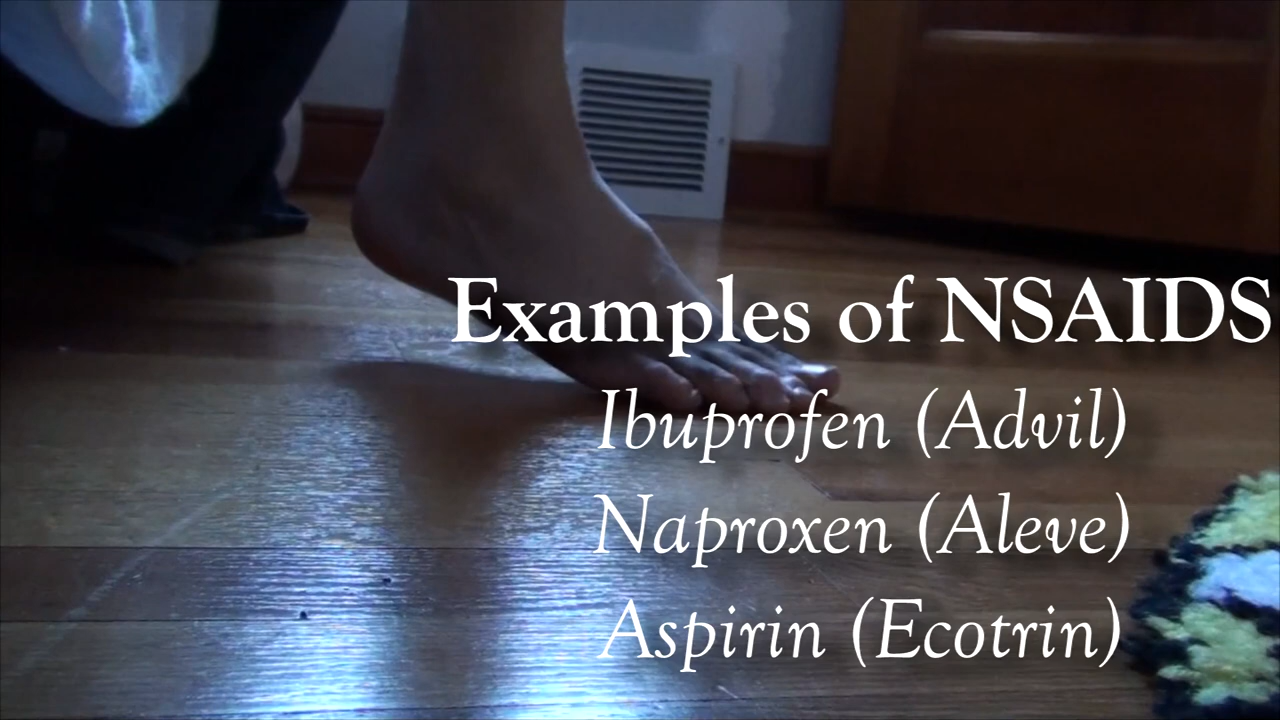 Examples of NSAIDS
Ibuprofen (Advil)
Naproxen (Aleve)
Aspirin (Ecotrin)